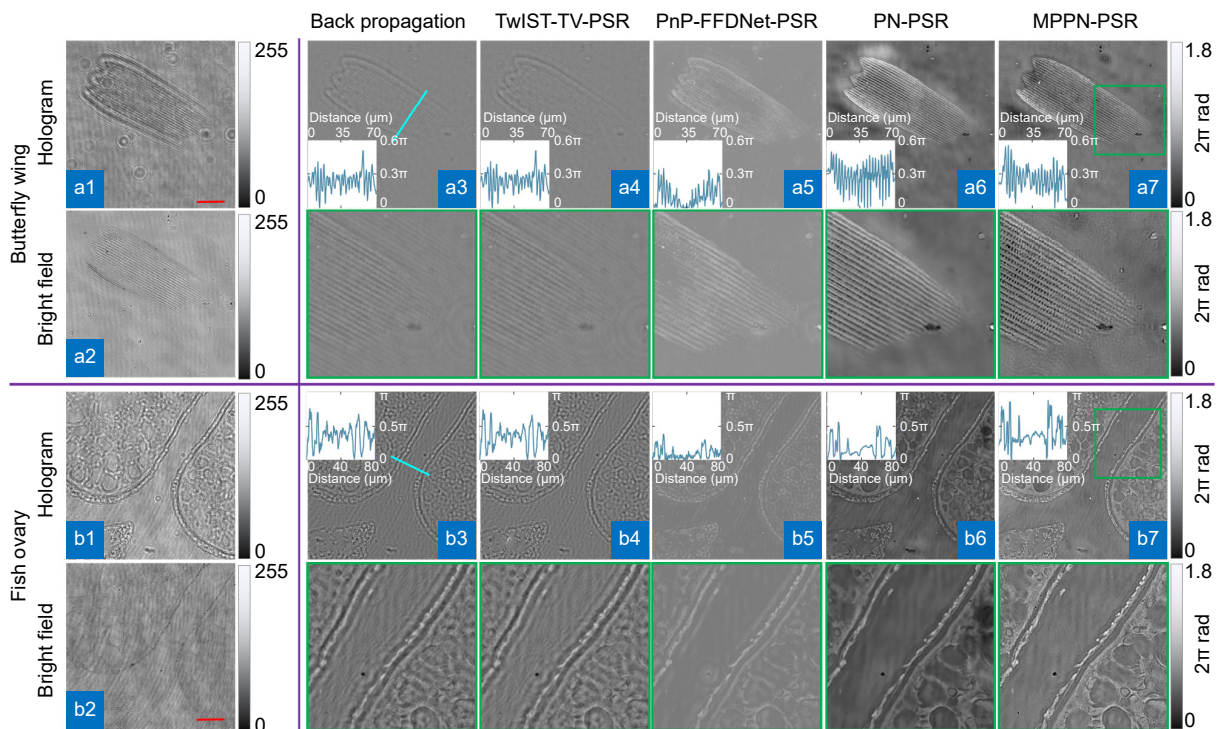 Back propagation TwIST-TV-PSR PnP-FFDNet-PSR PN-PSR MPPN-PSR
Butterfly wing
Hologram
255
0
a1
Distance (μm)
0 35 70
0.6π
0.3π
0
a3
Distance (μm)
0 35 70
0.6π
0.3π
0
a4
Distance (μm)
0 35 70
0.6π
0.3π
0
a5
Distance (μm)
0 35 70
0.6π
0.3π
0
a6
Distance (μm)
0 35 70
0.6π
0.3π
0
a7
1.8
2π rad
0
Bright field
255
0
a2
1.8
2π rad
0
Fish ovary
Hologram
255
0
b1
π
0.5π
0
0 40 80
Distance (μm)
b3
π
0.5π
0
0 40 80
Distance (μm)
b4
π
0.5π
0
0 40 80
Distance (μm)
b5
π
0.5π
0
0 40 80
Distance (μm)
b6
π
0.5π
0
0 40 80
Distance (μm)
b7
1.8
2π rad
0
Bright field
255
0
b2
1.8
2π rad
0